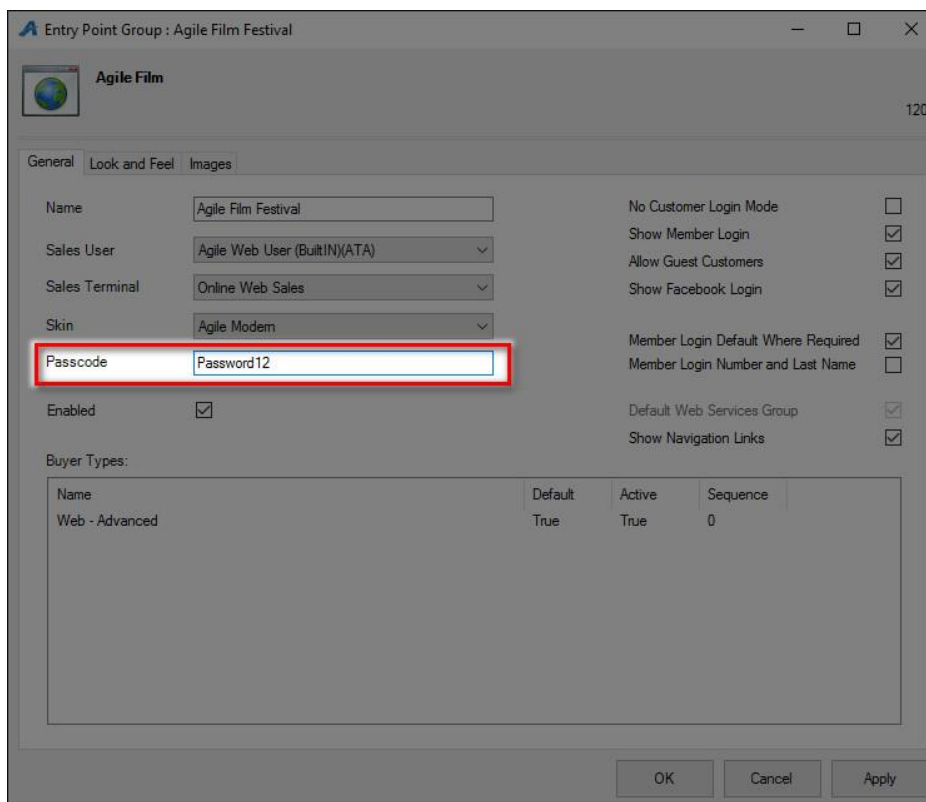 Entry Point Group : Agile Film Festival
Agile Film
120
General Look and Feel Images
Name Agile Film Festival
Sales User Agile Web User (BuiltIN)(ATA)
Sales Terminal Online Web Sales
Skin Agile Modern
Passcode Password12
Enabled
No Customer Login Mode
Show Member Login
Allow Guest Customers
Show Facebook Login
Member Login Default Where Required
Member Login Number and Last Name
Default Web Services Group
Show Navigation Links
Buyer Types:
Name Default Active Sequence
Web - Advanced True True 0
OK Cancel Apply